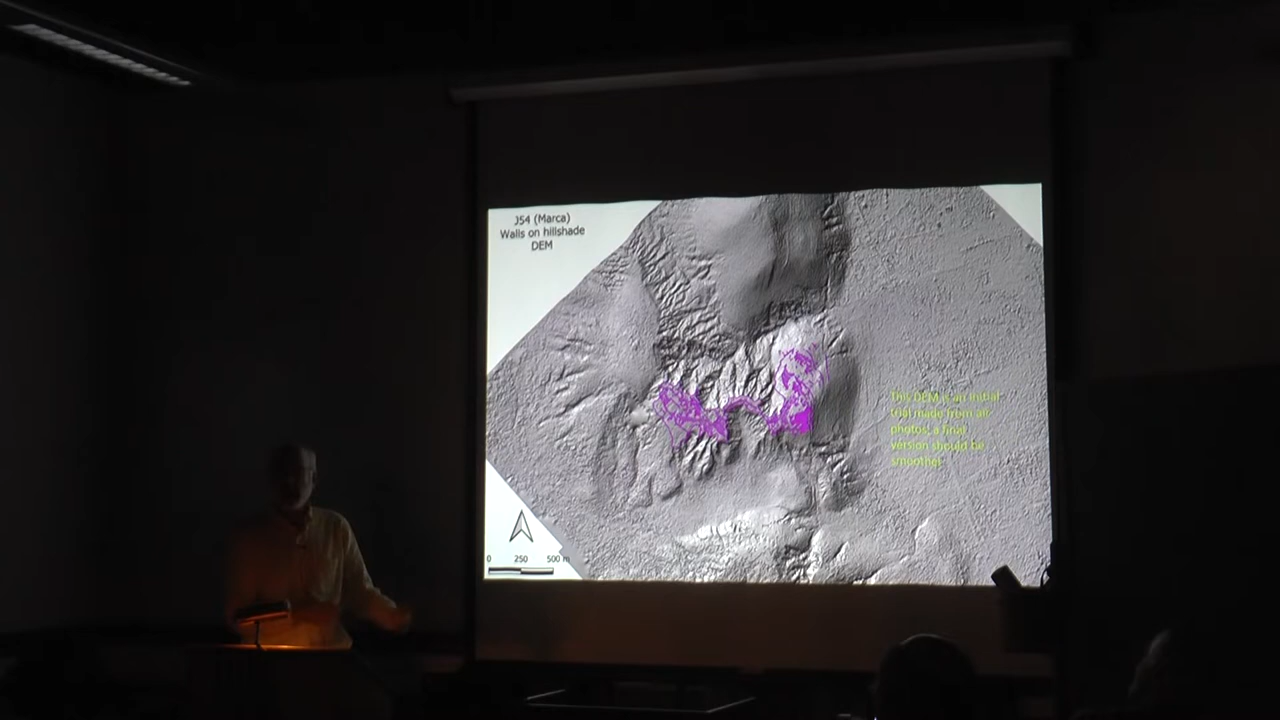 J54 (Marca)
Walls on hillshade
DEM
This DEM is an initial
trial made from air
photos; a final
version should be
smoother
0 250 500 m